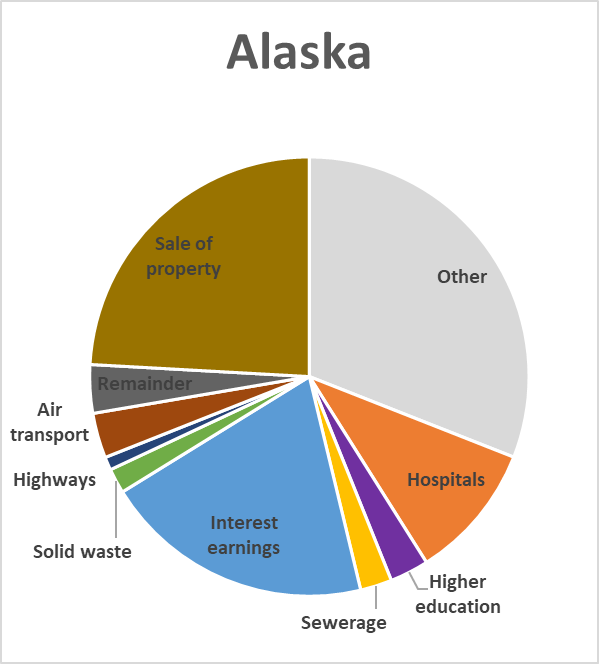 Alaska
Sale of
property
Other
Remainder
Air
transport
Highways
Hospitals
Interest
earnings
Solid waste
Higher
education
Sewerage